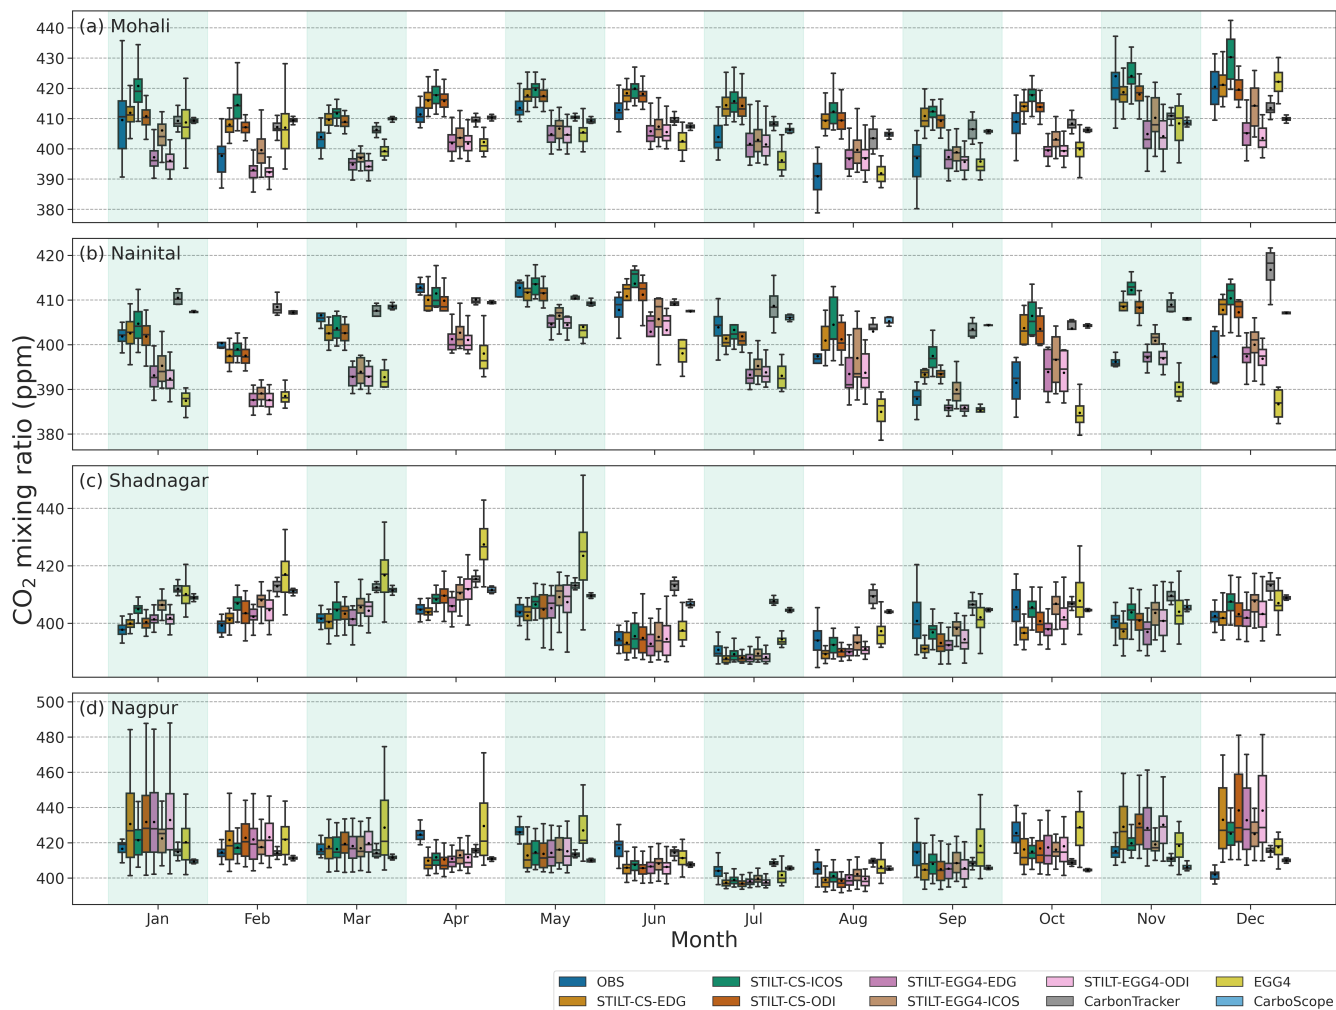 (a) Mohali
440
430
420
410
400
390
380
(b) Nainital
420
410
400
390
380
CO₂ mixing ratio (ppm)
(c) Shadnagar
440
420
400
(d) Nagpur
500
480
460
440
420
400
Jan Feb Mar Apr May Jun Jul Aug Sep Oct Nov Dec
Month
OBS STILT-CS-ICOS STILT-EGG4-EDG STILT-EGG4-ODI EGG4
STILT-CS-EDG STILT-CS-ODI STILT-EGG4-ICOS CarbonTracker CarboScope